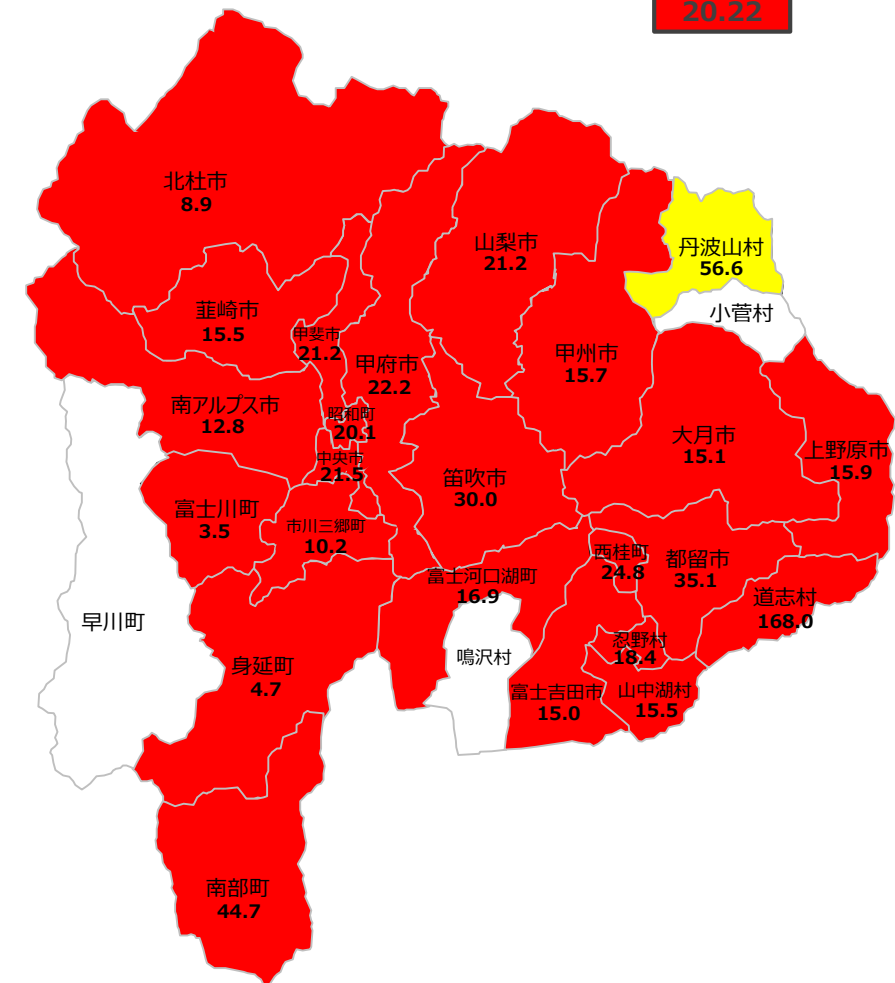 20.22
北杜市
8.9
山梨市
21.2
丹波山村
56.6
小菅村
韮崎市
15.5
甲斐市
21.2
甲府市
22.2
甲州市
15.7
南アルプス市
12.8
昭和町
20.1
大月市
15.1
上野原市
15.9
中央市
21.5
笛吹市
30.0
富士川町
3.5
市川三郷町
10.2
西桂町
24.8
都留市
35.1
富士河口湖町
16.9
道志村
168.0
早川町
忍野村
18.4
鳴沢村
身延町
4.7
富士吉田市
15.0
山中湖村
15.5
南部町
44.7